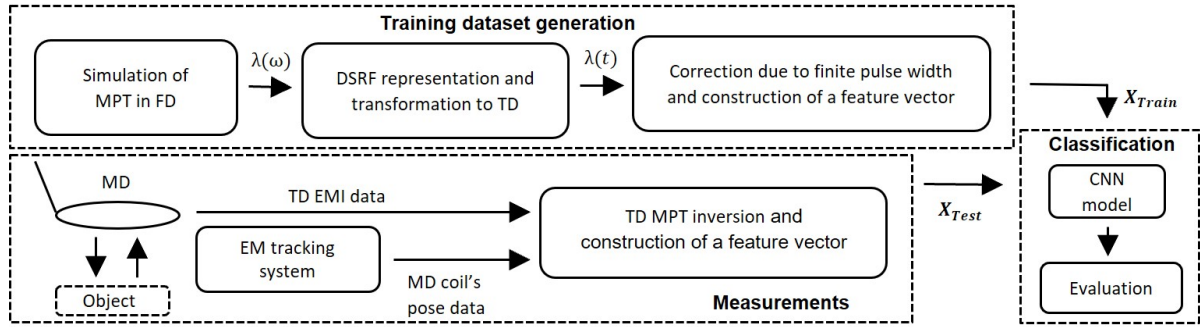 Training dataset generation
Simulation of
MPT in FD
λ(ω)
DSRF representation and
transformation to TD
λ(t)
Correction due to finite pulse width
and construction of a feature vector
X_Train
MD
TD EMI data
EM tracking
system
MD coil's
pose data
Object
TD MPT inversion and
construction of a feature vector
Measurements
X_Test
Classification
CNN
model
Evaluation